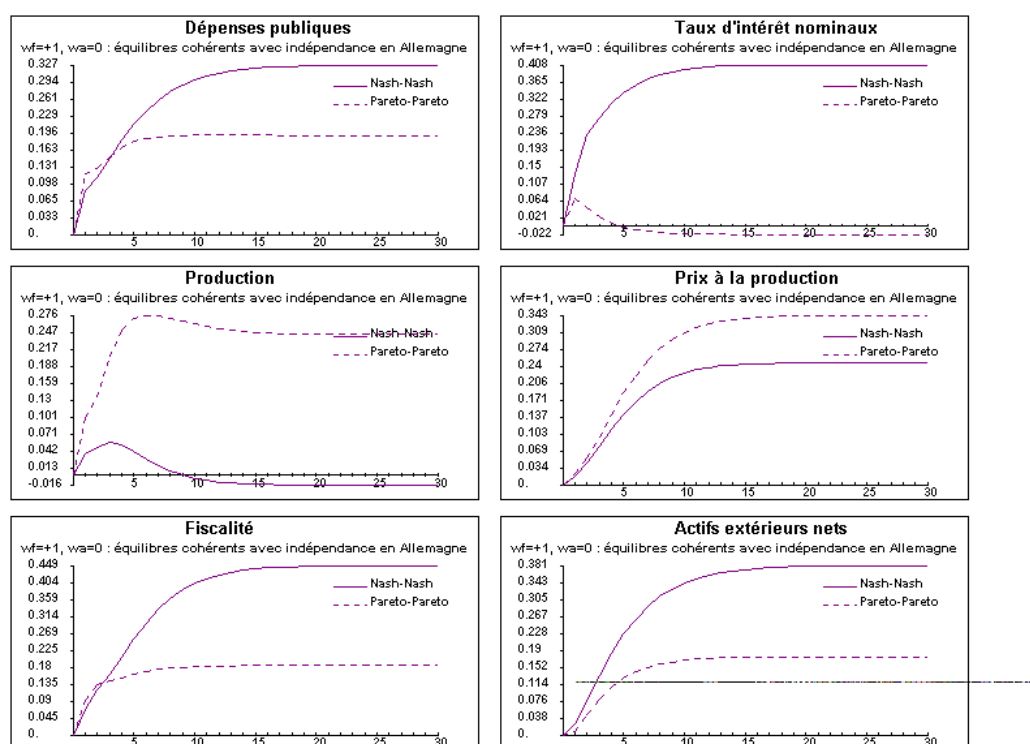 Dépenses publiques
wf=+1, wa=0 : équilibres cohérents avec indépendance en Allemagne
0.327
0.294
0.261
0.229
0.196
0.163
0.131
0.098
0.065
0.033
0.
Nash-Nash
Pareto-Pareto
5 10 15 20 25 30
Taux d'intérêt nominaux
wf=+1, wa=0 : équilibres cohérents avec indépendance en Allemagne
0.408
0.365
0.322
0.279
0.236
0.193
0.15
0.107
0.064
0.021
-0.022
Nash-Nash
Pareto-Pareto
5 10 15 20 25 30
Production
wf=+1, wa=0 : équilibres cohérents avec indépendance en Allemagne
0.276
0.247
0.217
0.188
0.159
0.13
0.101
0.071
0.042
0.013
-0.016
Nash-Nash
Pareto-Pareto
5 10 15 20 25 30
Prix à la production
wf=+1, wa=0 : équilibres cohérents avec indépendance en Allemagne
0.343
0.309
0.274
0.24
0.206
0.171
0.137
0.103
0.069
0.034
0.
Nash-Nash
Pareto-Pareto
5 10 15 20 25 30
Fiscalité
wf=+1, wa=0 : équilibres cohérents avec indépendance en Allemagne
0.449
0.404
0.359
0.314
0.269
0.225
0.18
0.135
0.09
0.045
0.
Nash-Nash
Pareto-Pareto
5 10 15 20 25 30
Actifs extérieurs nets
wf=+1, wa=0 : équilibres cohérents avec indépendance en Allemagne
0.381
0.343
0.305
0.267
0.228
0.19
0.152
0.114
0.076
0.038
0.
Nash-Nash
Pareto-Pareto
5 10 15 20 25 30